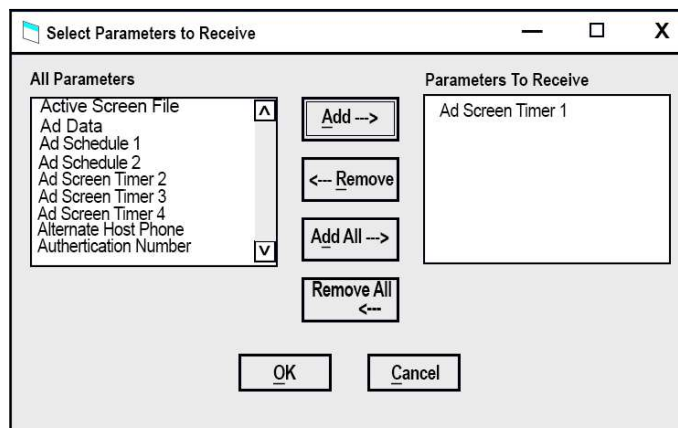 Select Parameters to Receive
X
All Parameters
Active Screen File
Ad Data
Ad Schedule 1
Ad Schedule 2
Ad Screen Timer 2
Ad Screen Timer 3
Ad Screen Timer 4
Alternate Host Phone
Authertication Number
Add --->
<--- Remove
Add All --->
Remove All
<---
Parameters To Receive
Ad Screen Timer 1
OK
Cancel